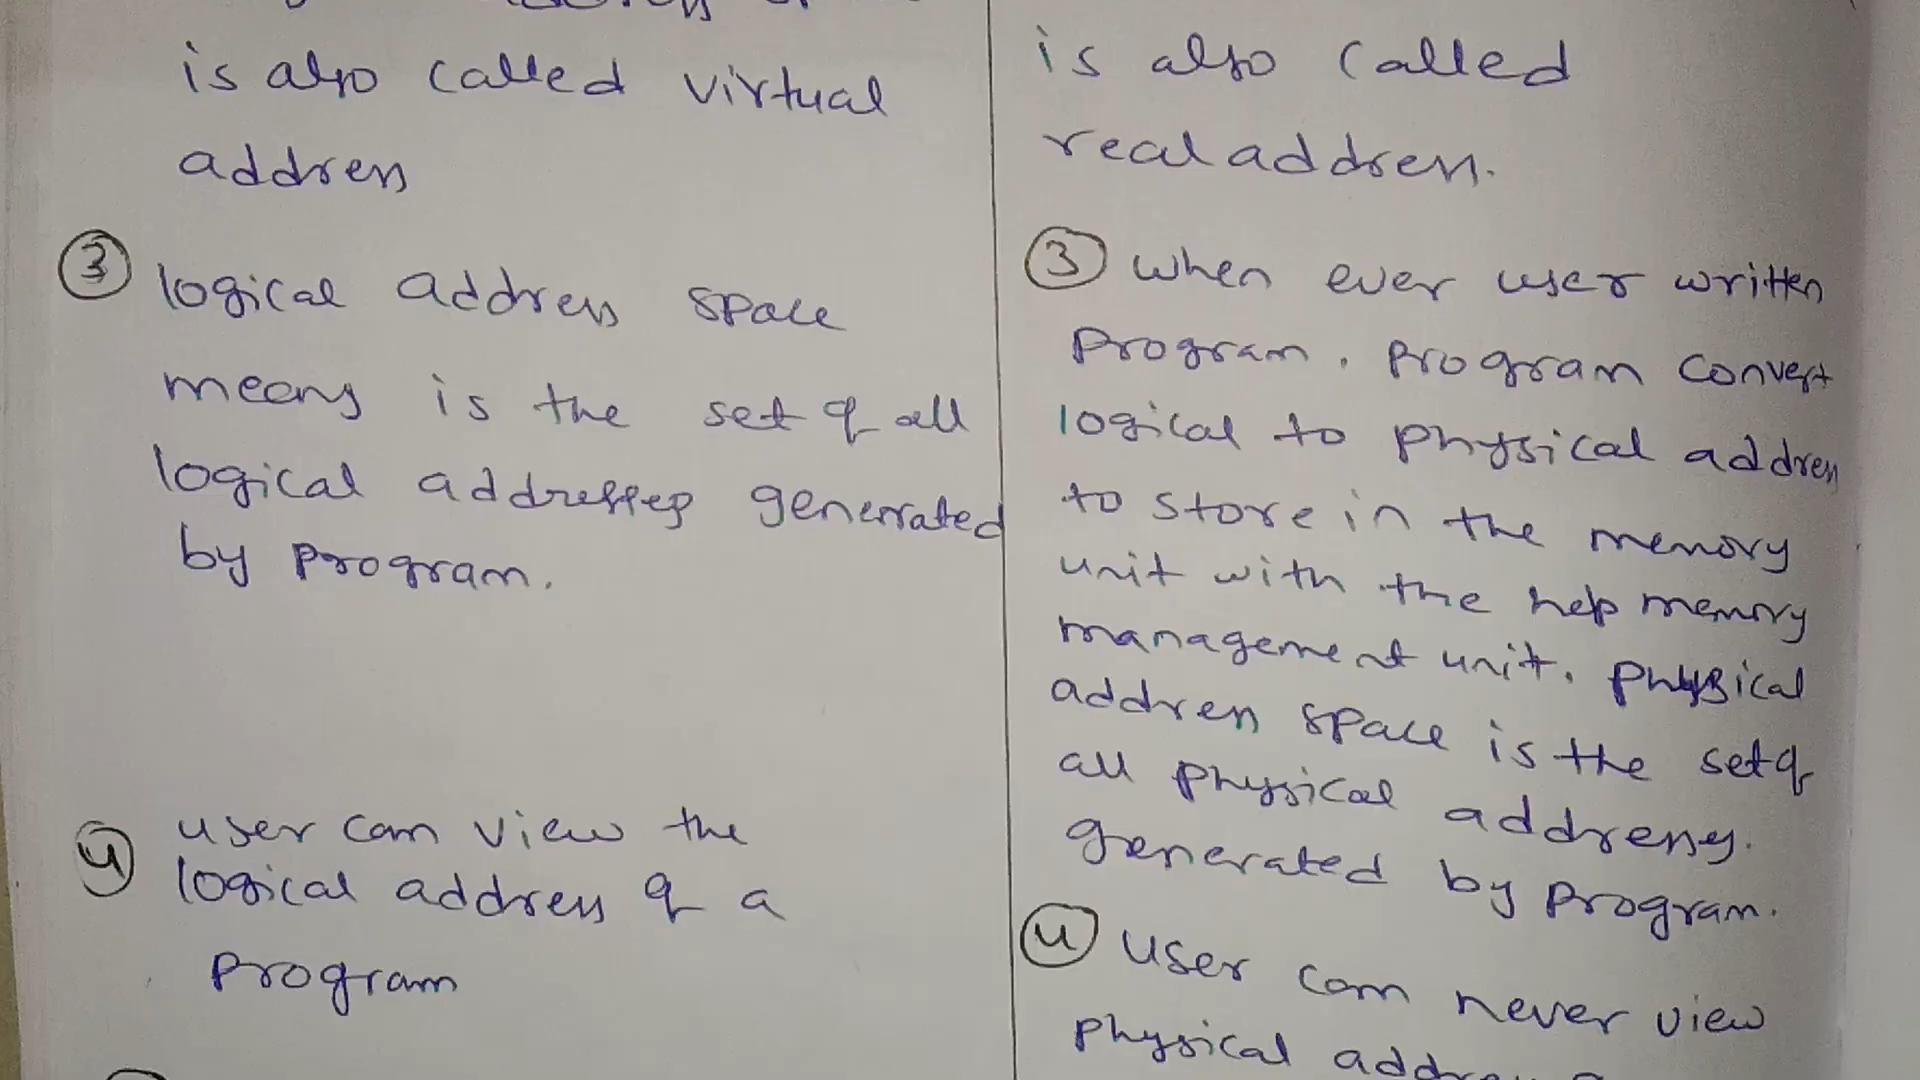 is also called virtual
address
③ logical address space
means is the set of all
logical addresses generated
by program.
④ user can view the
logical address of a
program
is also called
real address.
③ when ever user written
program. program convert
logical to physical address
to store in the memory
unit with the help memory
management unit. physical
address space is the set of
all physical addresses.
generated by program.
④ user can never view
physical